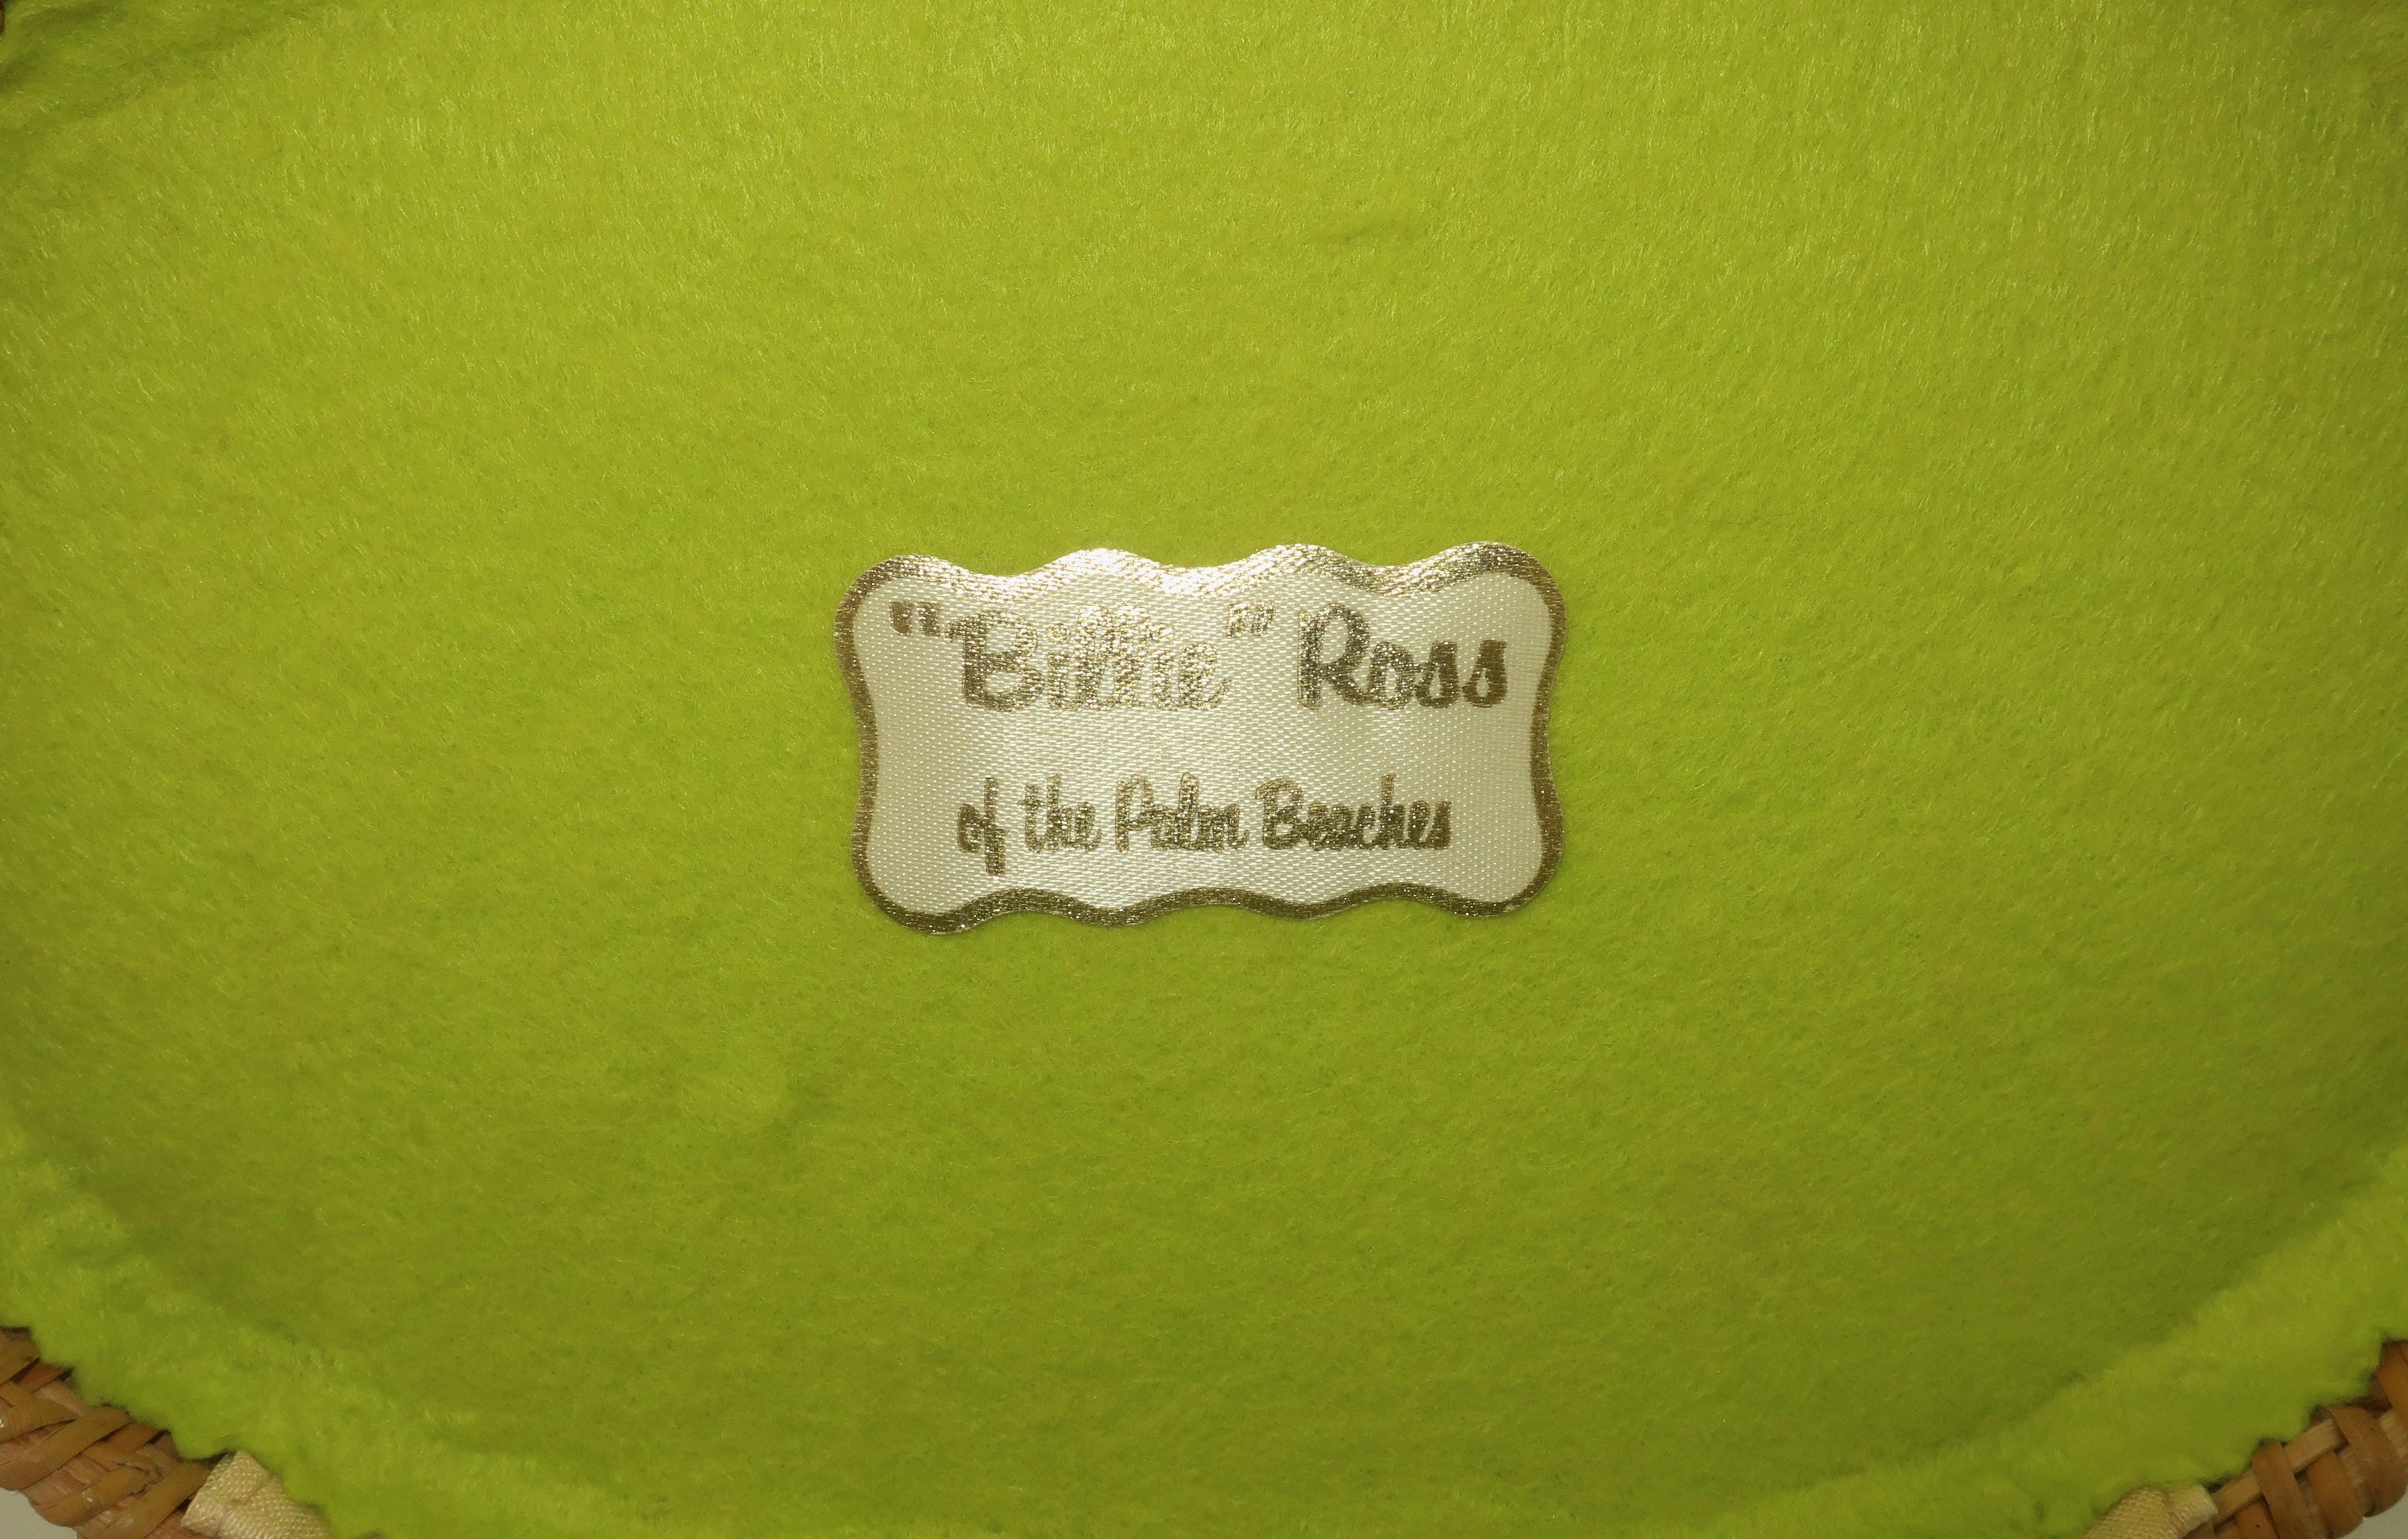 "Billie" Ross
of the Palm Beaches